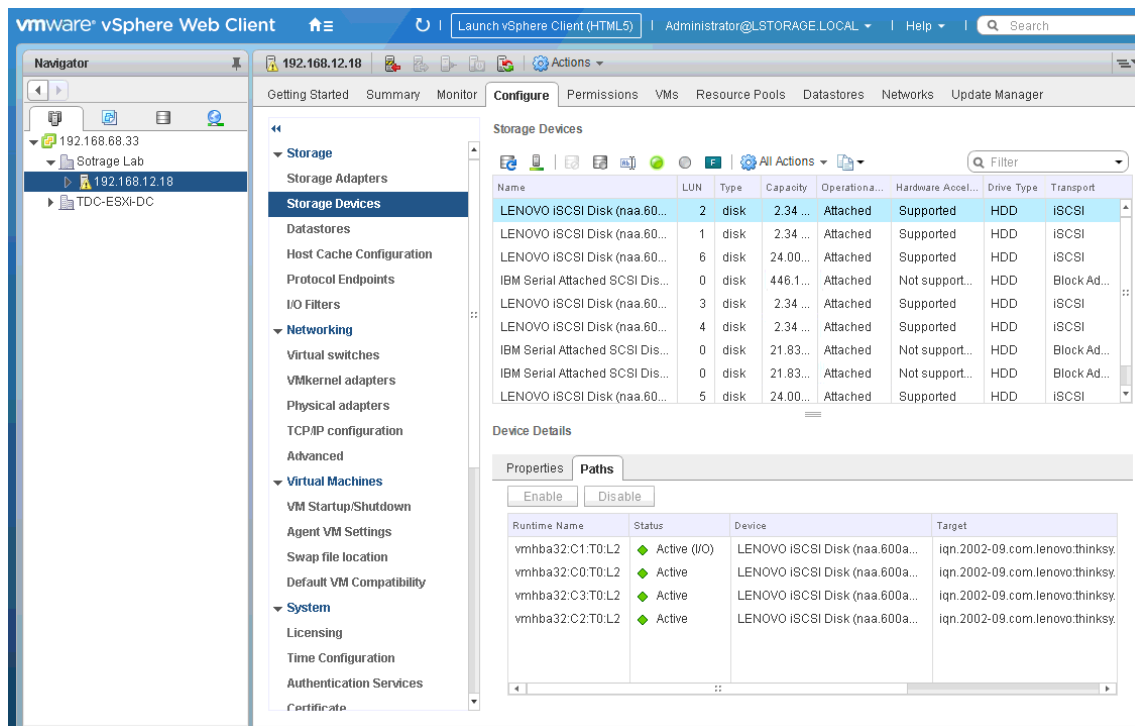 vmware® vSphere Web Client
Launch vSphere Client (HTML5)
Administrator@LSTORAGE.LOCAL
Help
Search
Navigator
192.168.68.33
Sotrage Lab
192.168.12.18
TDC-ESXi-DC
192.168.12.18
Actions
Getting Started Summary Monitor Configure Permissions VMs Resource Pools Datastores Networks Update Manager
Storage
Storage Adapters
Storage Devices
Datastores
Host Cache Configuration
Protocol Endpoints
I/O Filters
Networking
Virtual switches
VMkernel adapters
Physical adapters
TCP/IP configuration
Advanced
Virtual Machines
VM Startup/Shutdown
Agent VM Settings
Swap file location
Default VM Compatibility
System
Licensing
Time Configuration
Authentication Services
Certificate
Storage Devices
F All Actions Filter
Name LUN Type Capacity Operationa... Hardware Accel... Drive Type Transport
LENOVO iSCSI Disk (naa.60... 2 disk 2.34 ... Attached Supported HDD iSCSI
LENOVO iSCSI Disk (naa.60... 1 disk 2.34 ... Attached Supported HDD iSCSI
LENOVO iSCSI Disk (naa.60... 6 disk 24.00... Attached Supported HDD iSCSI
IBM Serial Attached SCSI Dis... 0 disk 446.1... Attached Not support... HDD Block Ad...
LENOVO iSCSI Disk (naa.60... 3 disk 2.34 ... Attached Supported HDD iSCSI
LENOVO iSCSI Disk (naa.60... 4 disk 2.34 ... Attached Supported HDD iSCSI
IBM Serial Attached SCSI Dis... 0 disk 21.83... Attached Not support... HDD Block Ad...
IBM Serial Attached SCSI Dis... 0 disk 21.83... Attached Not support... HDD Block Ad...
LENOVO iSCSI Disk (naa.60... 5 disk 24.00... Attached Supported HDD iSCSI
Device Details
Properties Paths
Enable Disable
Runtime Name Status Device Target
vmhba32:C1:T0:L2 Active (I/O) LENOVO iSCSI Disk (naa.600a... iqn.2002-09.com.lenovo:thinksy.
vmhba32:C0:T0:L2 Active LENOVO iSCSI Disk (naa.600a... iqn.2002-09.com.lenovo:thinksy.
vmhba32:C3:T0:L2 Active LENOVO iSCSI Disk (naa.600a... iqn.2002-09.com.lenovo:thinksy.
vmhba32:C2:T0:L2 Active LENOVO iSCSI Disk (naa.600a... iqn.2002-09.com.lenovo:thinksy.